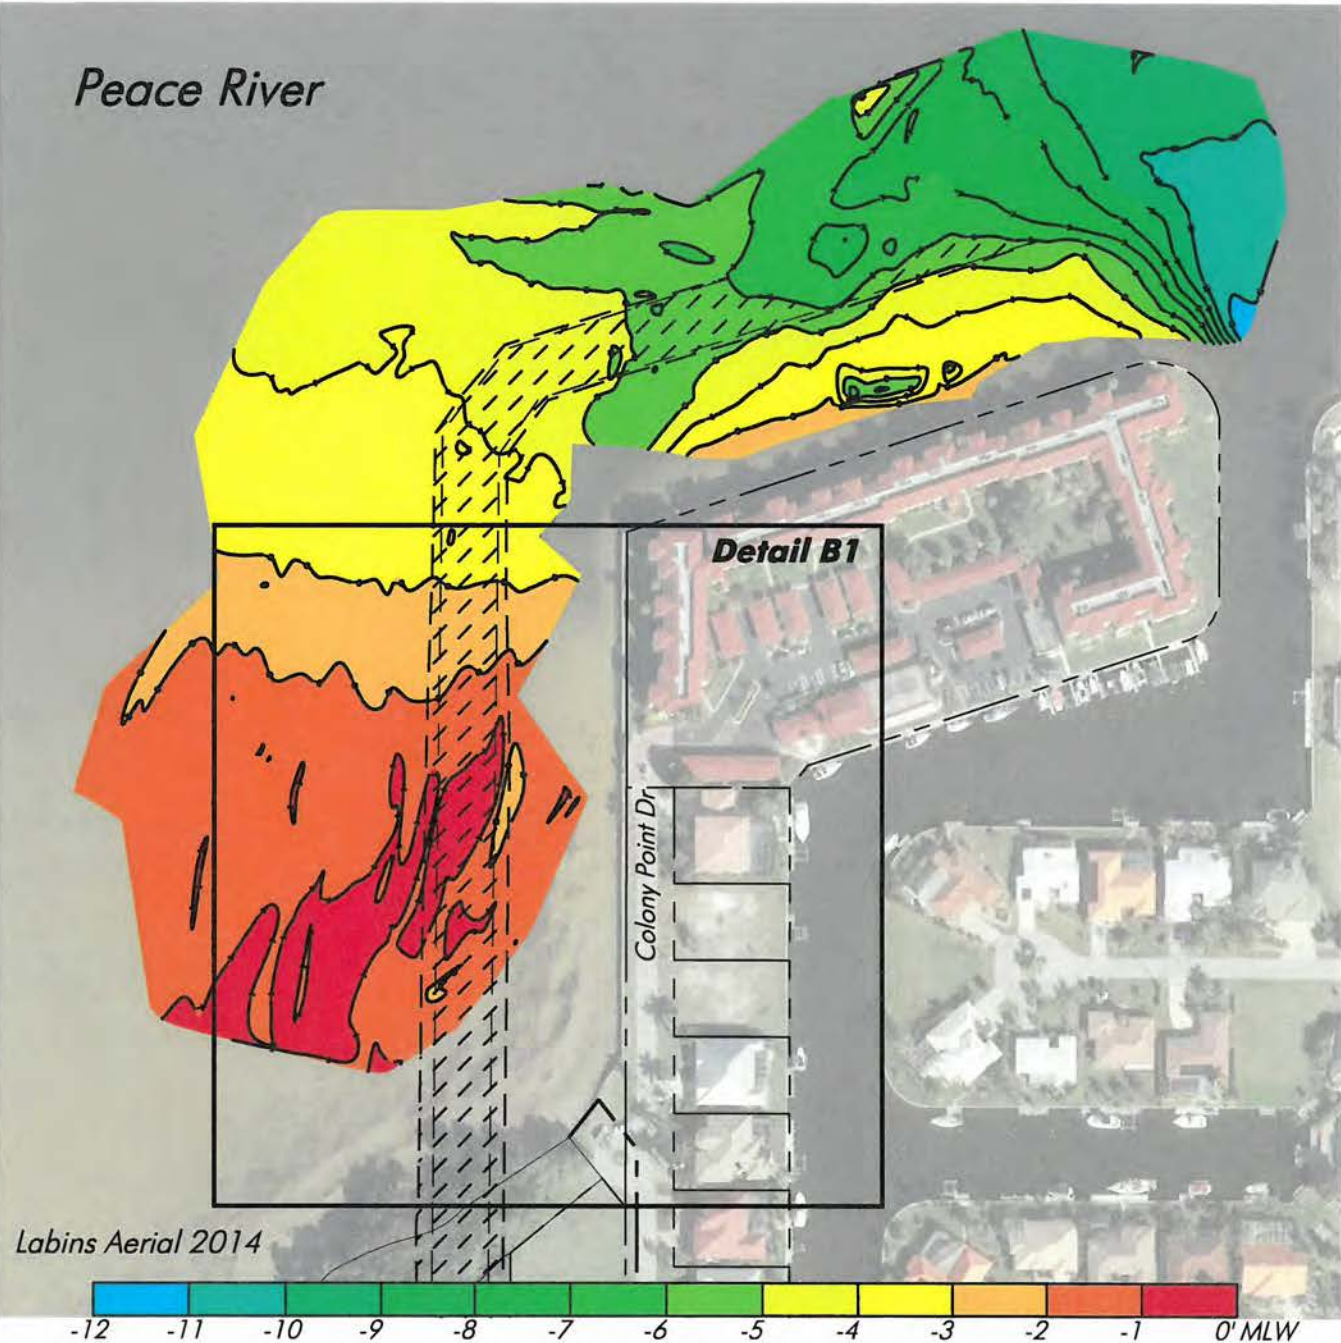 Peace River
Detail B1
Colony Point Dr.
Labins Aerial 2014
-12 -11 -10 -9 -8 -7 -6 -5 -4 -3 -2 -1 0' MLW